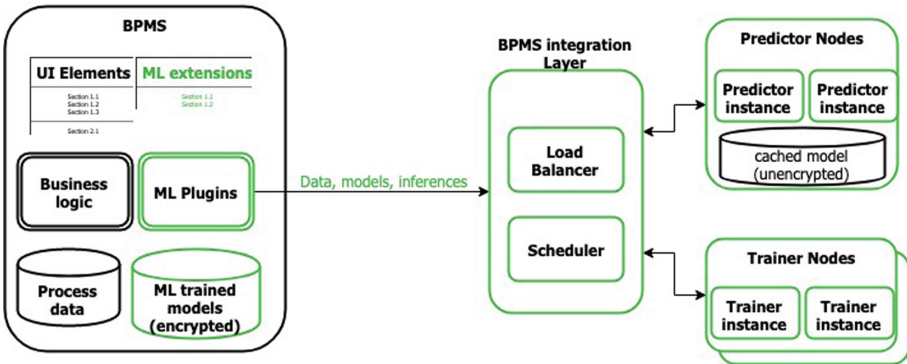 BPMS
UI Elements
Section 1.1
Section 1.2
Section 1.3
Section 2.1
ML extensions
Section 1.1
Section 1.2
Business
logic
ML Plugins
Process
data
ML trained
models
(encrypted)
Data, models, inferences
BPMS integration
Layer
Load
Balancer
Scheduler
Predictor Nodes
Predictor
instance
Predictor
instance
cached model
(unencrypted)
Trainer Nodes
Trainer
instance
Trainer
instance